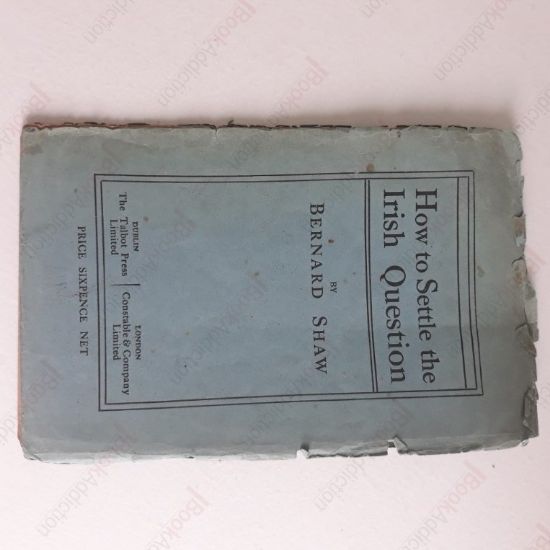 How to Settle the
Irish Question
BY
BERNARD SHAW
DUBLIN
The Talbot Press
Limited
LONDON
Constable & Company
Limited
PRICE SIXPENCE NET
BookAddiction